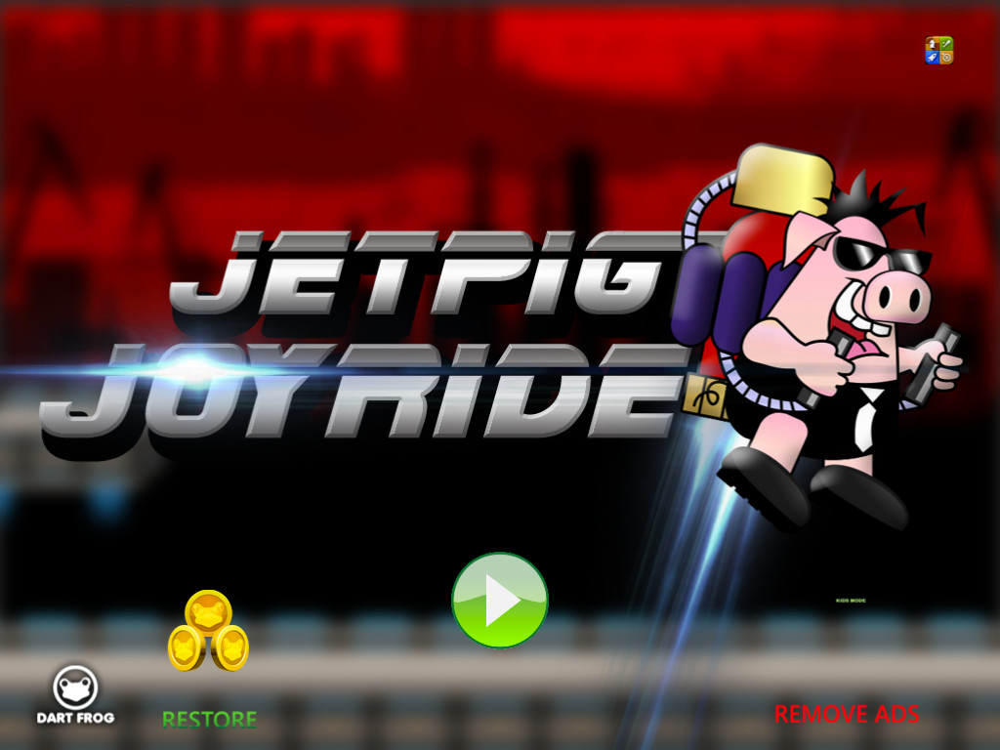 JETPIG
JOYRIDE
KIDS MODE
DART FROG
RESTORE
REMOVE ADS